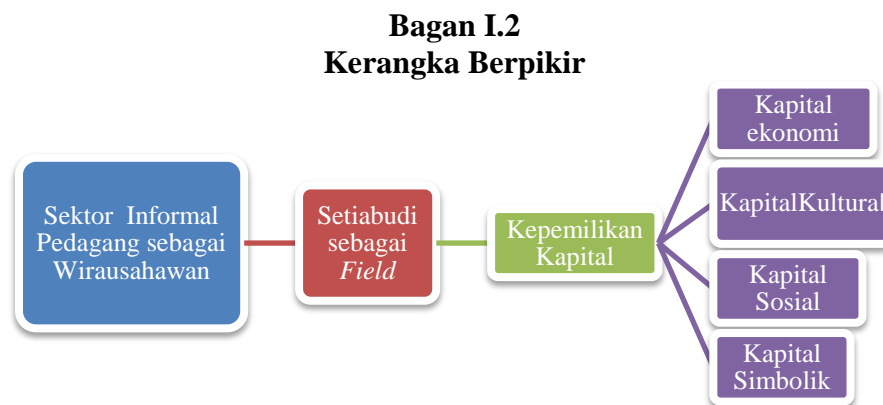 Bagan I.2
Kerangka Berpikir
Sektor Informal
Pedagang sebagai
Wirausahawan
Setiabudi
sebagai
Field
Kepemilikan
Kapital
Kapital
ekonomi
KapitalKultural
Kapital
Sosial
Kapital
Simbolik